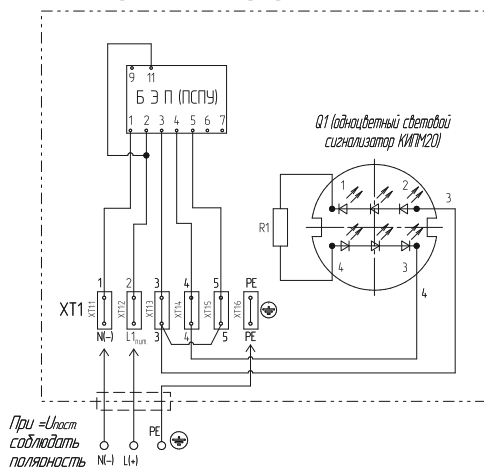 9 11
Б Э П (ПСПУ)
1 2 3 4 5 6 7
Q1 (одноцветный световой
сигнализатор КИПМ20)
1 2
3
R1
4 3
4
XT1
1 2 3 4 5 PE
XT11 XT12 XT13 XT14 XT15 XT16
N(-) L1пит 3 4 5 PE
При =Uпост.
соблюдать
полярность
N(-) L(+) PE